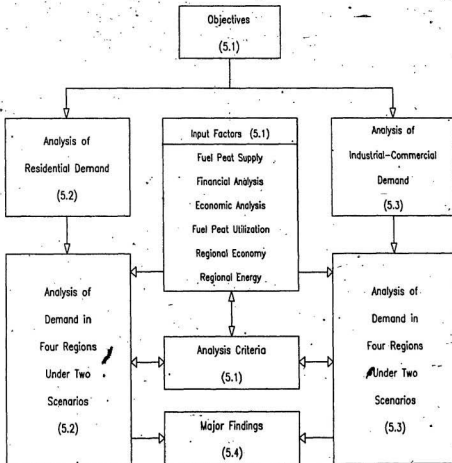 Objectives
(5.1)
Analysis of
Residential Demand
(5.2)
Input Factors (5.1)
Fuel Peat Supply
Financial Analysis
Economic Analysis
Fuel Peat Utilization
Regional Economy
Regional Energy
Analysis of
Industrial-Commercial
Demand
(5.3)
Analysis of
Demand in
Four Regions
Under Two
Scenarios
(5.2)
Analysis Criteria
(5.1)
Major Findings
(5.4)
Analysis of
Demand in
Four Regions
Under Two
Scenarios
(5.3)